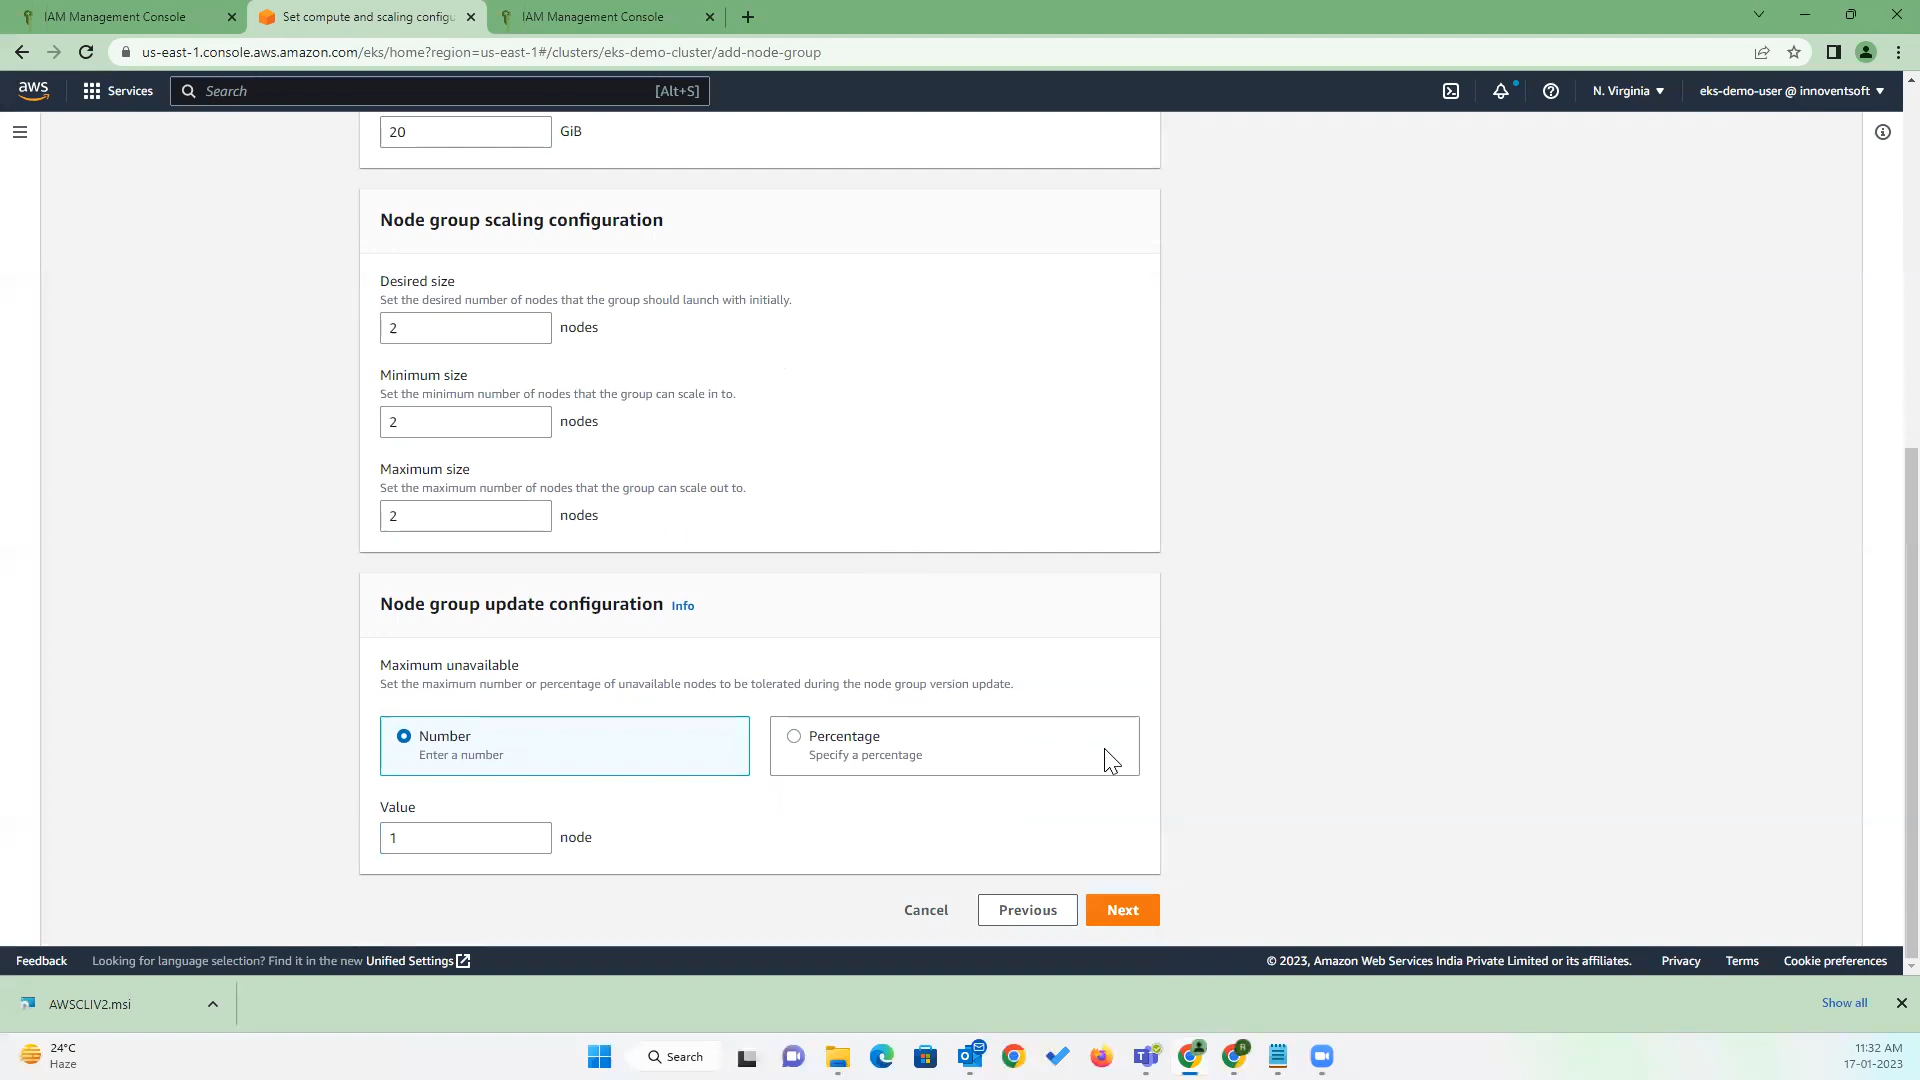 IAM Management Console
Set compute and scaling configu
IAM Management Console
us-east-1.console.aws.amazon.com/eks/home?region=us-east-1#/clusters/eks-demo-cluster/add-node-group
aws
Services
Search
[Alt+S]
N. Virginia
eks-demo-user @ innoventsoft
20
GiB
Node group scaling configuration
Desired size
Set the desired number of nodes that the group should launch with initially.
2
nodes
Minimum size
Set the minimum number of nodes that the group can scale in to.
2
nodes
Maximum size
Set the maximum number of nodes that the group can scale out to.
2
nodes
Node group update configuration Info
Maximum unavailable
Set the maximum number or percentage of unavailable nodes to be tolerated during the node group version update.
Number
Enter a number
Percentage
Specify a percentage
Value
1
node
Cancel
Previous
Next
Feedback
Looking for language selection? Find it in the new Unified Settings
© 2023, Amazon Web Services India Private Limited or its affiliates.
Privacy
Terms
Cookie preferences
AWSCLIV2.msi
Show all
24°C
Haze
Search
11:32 AM
17-01-2023